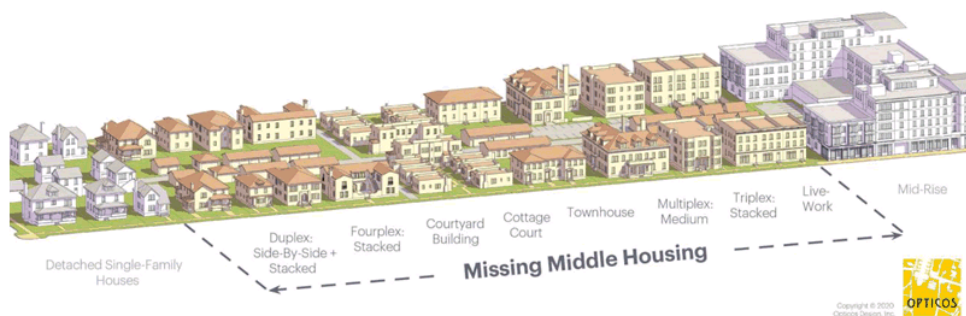 Detached Single-Family
Houses
Duplex:
Side-By-Side +
Stacked
Fourplex:
Stacked
Courtyard
Building
Cottage
Court
Townhouse
Multiplex:
Medium
Triplex:
Stacked
Live-
Work
Mid-Rise
Missing Middle Housing
Copyright © 2020
Opticos Design, Inc.
OPTICOS